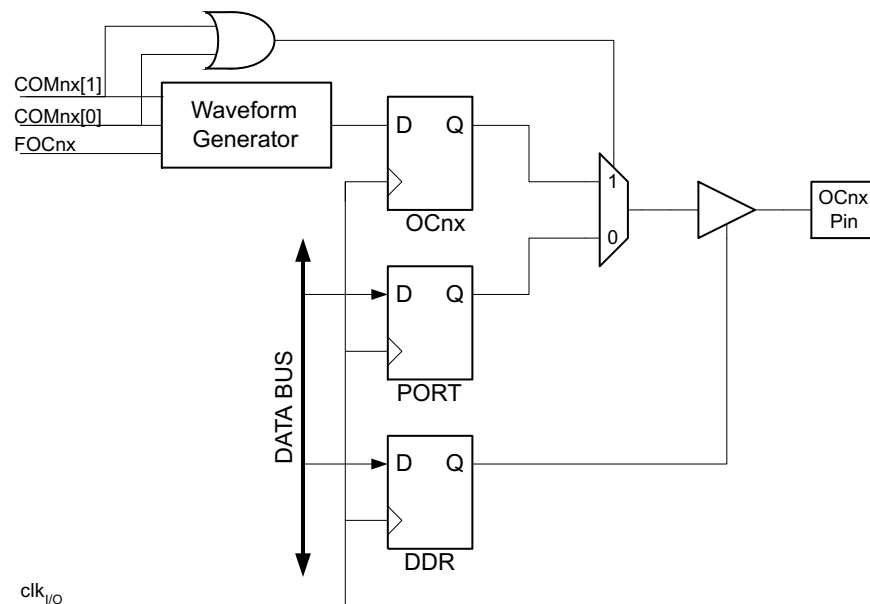 COMnx[1]
COMnx[0]
FOCnx
Waveform
Generator
D Q
OCnx
1
0
OCnx
Pin
DATA BUS
D Q
PORT
D Q
DDR
clkI/O